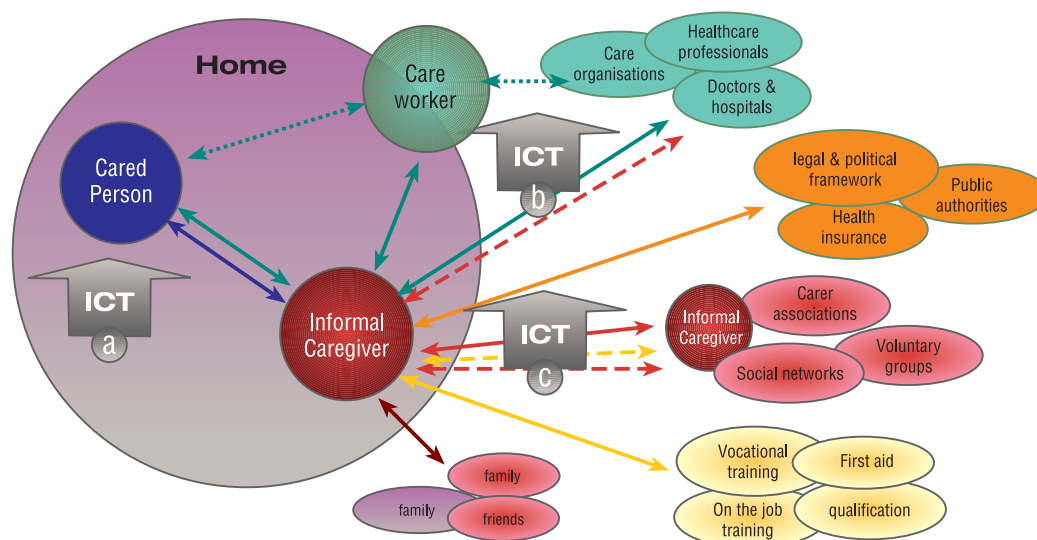 Home
Care
worker
Cared
Person
ICT
a
ICT
b
Informal
Caregiver
ICT
c
Care
organisations
Healthcare
professionals
Doctors &
hospitals
legal & political
framework
Public
authorities
Health
insurance
Informal
Caregiver
Carer
associations
Voluntary
groups
Social networks
Vocational
training
First aid
On the job
training
qualification
family
family
friends